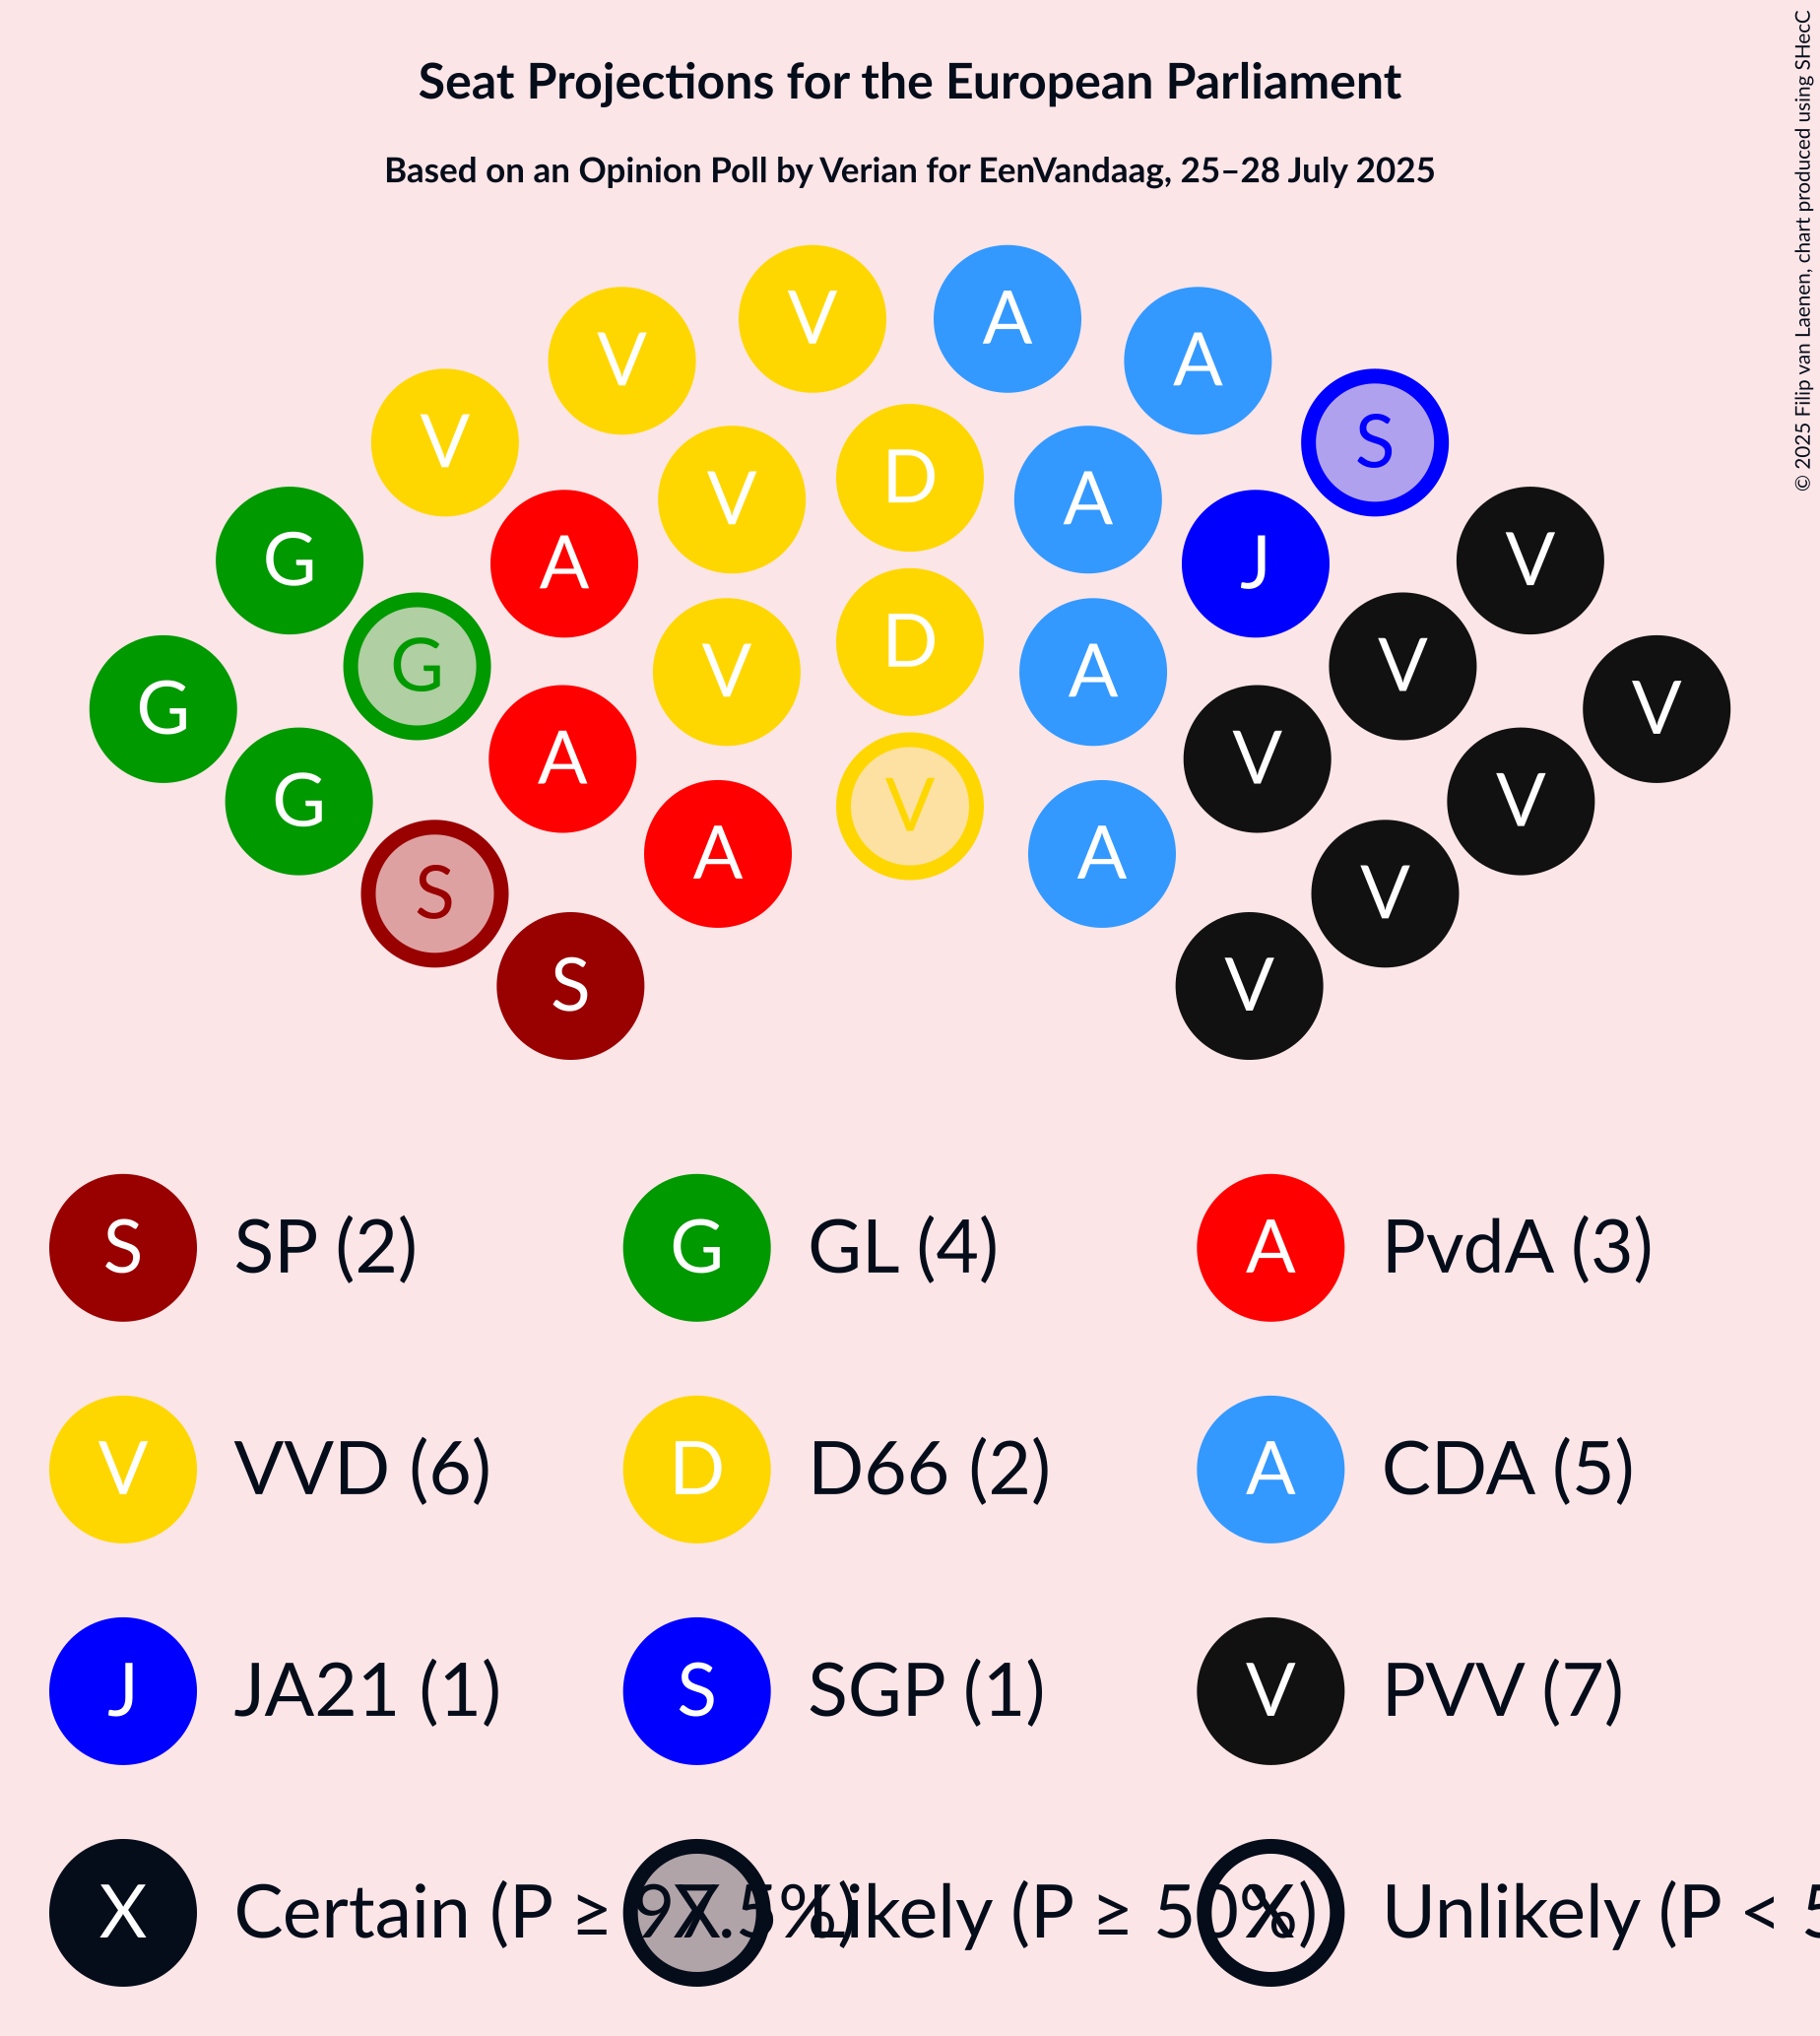 Seat Projections for the European Parliament
Based on an Opinion Poll by Verian for EenVandaag, 25–28 July 2025
© 2025 Filip van Laenen, chart produced using SHecC
V V A A
V S
V D A
G A J V
G V D A V
G V
A V
G V V
A A
S V
S V
S SP (2) G GL (4) A PvdA (3)
V VVD (6) D D66 (2) A CDA (5)
J JA21 (1) S SGP (1) V PVV (7)
X Certain (P ≥ 97.5%) X Likely (P ≥ 50%) X Unlikely (P < 5